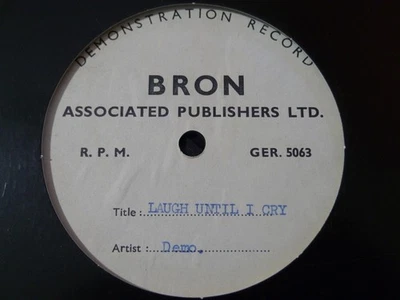 DEMONSTRATION RECORD
BRON
ASSOCIATED PUBLISHERS LTD.
R. P. M. GER. 5063
Title :..... LAUGH UNTIL I CRY
Artist :.... Demo. ..................